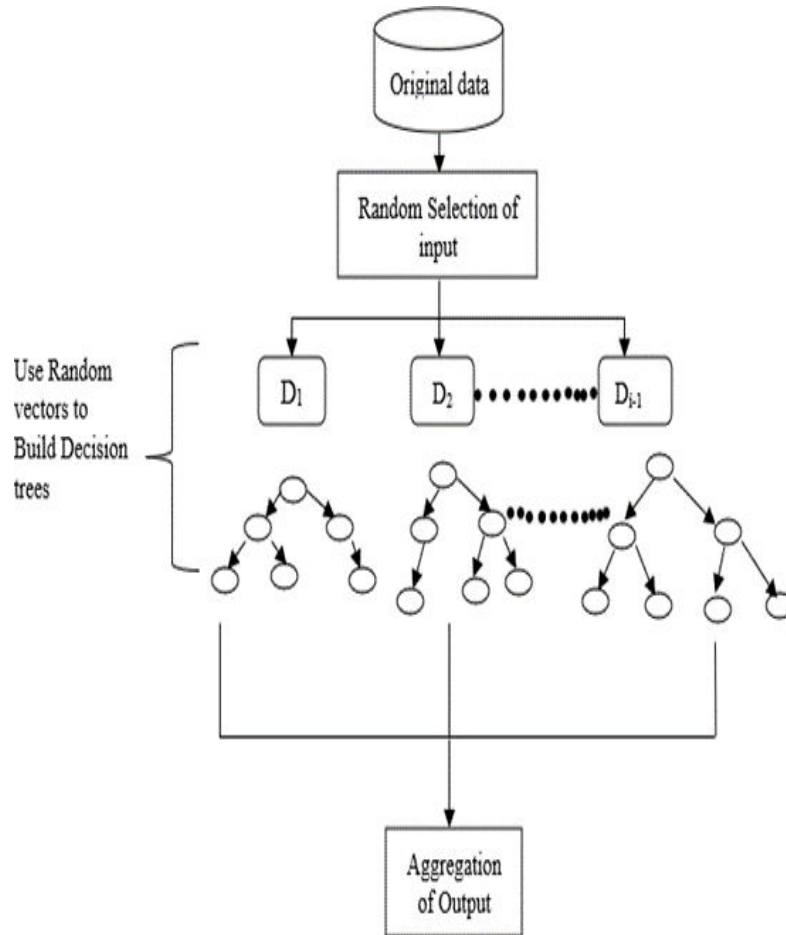 Original data
Random Selection of
input
Use Random
vectors to
Build Decision
trees
D₁
D₂
Dᵢ₋₁
Aggregation
of Output